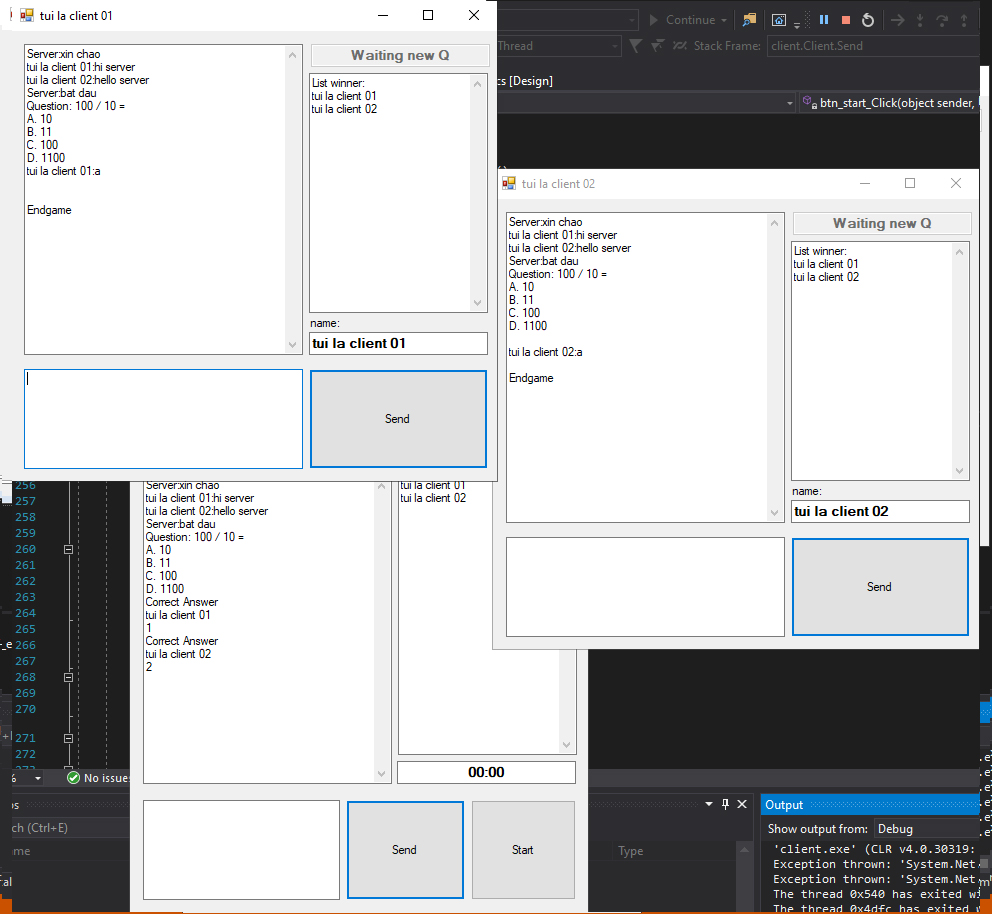 tui la client 01
Server:xin chao
tui la client 01:hi server
tui la client 02:hello server
Server:bat dau
Question: 100 / 10 =
A. 10
B. 11
C. 100
D. 1100
tui la client 01:a
Endgame
Waiting new Q
List winner:
tui la client 01
tui la client 02
name:
tui la client 01
Send
Continue
Thread
Stack Frame:
client.Client.Send
[Design]
btn_start_Click(object sender,
tui la client 02
Server:xin chao
tui la client 01:hi server
tui la client 02:hello server
Server:bat dau
Question: 100 / 10 =
A. 10
B. 11
C. 100
D. 1100
tui la client 02:a
Endgame
Waiting new Q
List winner:
tui la client 01
tui la client 02
name:
tui la client 02
Send
256
257
258
259
260
261
262
263
264
265
266
267
268
269
270
271
272
Server:xin chao
tui la client 01:hi server
tui la client 02:hello server
Server:bat dau
Question: 100 / 10 =
A. 10
B. 11
C. 100
D. 1100
Correct Answer
tui la client 01
1
Correct Answer
tui la client 02
2
tui la client 01
tui la client 02
00:00
Send
Start
No issues
(Ctrl+E)
Type
Output
Show output from:
Debug
'client.exe' (CLR v4.0.30319:
Exception thrown: 'System.Net
Exception thrown: 'System.Net
The thread 0x540 has exited
The thread 0x4dfc has exited